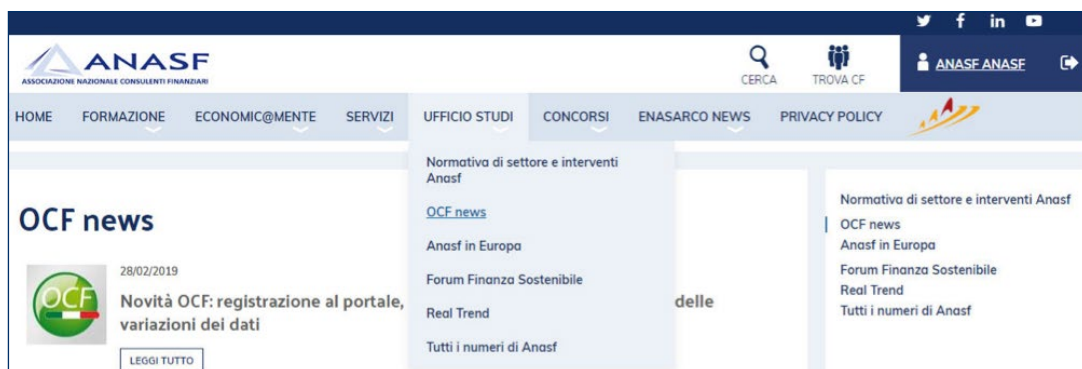 ANASF
ASSOCIAZIONE NAZIONALE CONSULENTI FINANZIARI
CERCA
TROVA CF
ANASF ANASF
HOME FORMAZIONE ECONOMIC@MENTE SERVIZI UFFICIO STUDI CONCORSI ENASARCO NEWS PRIVACY POLICY
Normativa di settore e interventi
Anasf
OCF news
Anasf in Europa
Forum Finanza Sostenibile
Real Trend
Tutti i numeri di Anasf
OCF news
OCF
28/02/2019
Novità OCF: registrazione al portale, delle
variazioni dei dati
LEGGI TUTTO
Normativa di settore e interventi Anasf
OCF news
Anasf in Europa
Forum Finanza Sostenibile
Real Trend
Tutti i numeri di Anasf